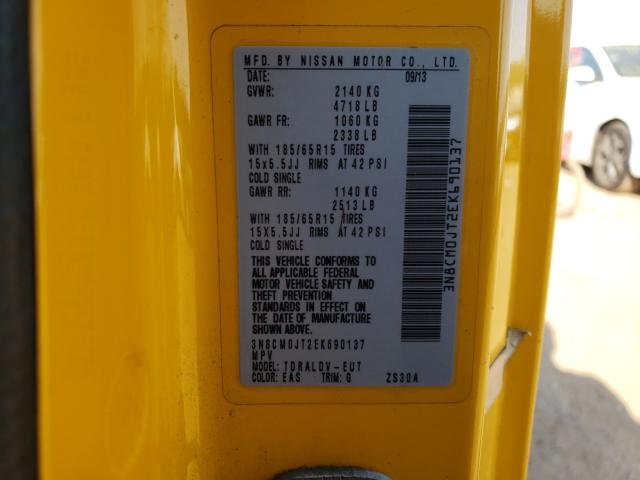 MFD. BY NISSAN MOTOR CO., LTD.
DATE: 09/13
GVWR: 2140 KG
4718 LB
GAWR FR: 1060 KG
2338 LB
WITH 185/65R15 TIRES
15x5.5JJ RIMS AT 42 PSI
COLD SINGLE
GAWR RR: 1140 KG
2513 LB
WITH 185/65R15 TIRES
15X5.5JJ RIMS AT 42 PSI
COLD SINGLE
THIS VEHICLE CONFORMS TO
ALL APPLICABLE FEDERAL
MOTOR VEHICLE SAFETY AND
THEFT PREVENTION
STANDARDS IN EFFECT ON
THE DATE OF MANUFACTURE
SHOWN ABOVE.
3N8CM0JT2EK690137
MPV
MODEL: TDRALDV-EUT
COLOR: EAS TRIM: G ZS30A
3N8CM0JT2EK690137